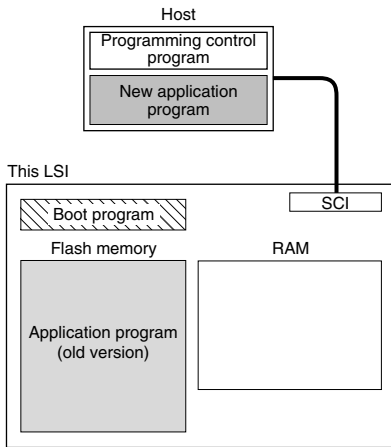 Host
Programming control
program
New application
program
This LSI
SCI
Boot program
Flash memory
RAM
Application program
(old version)